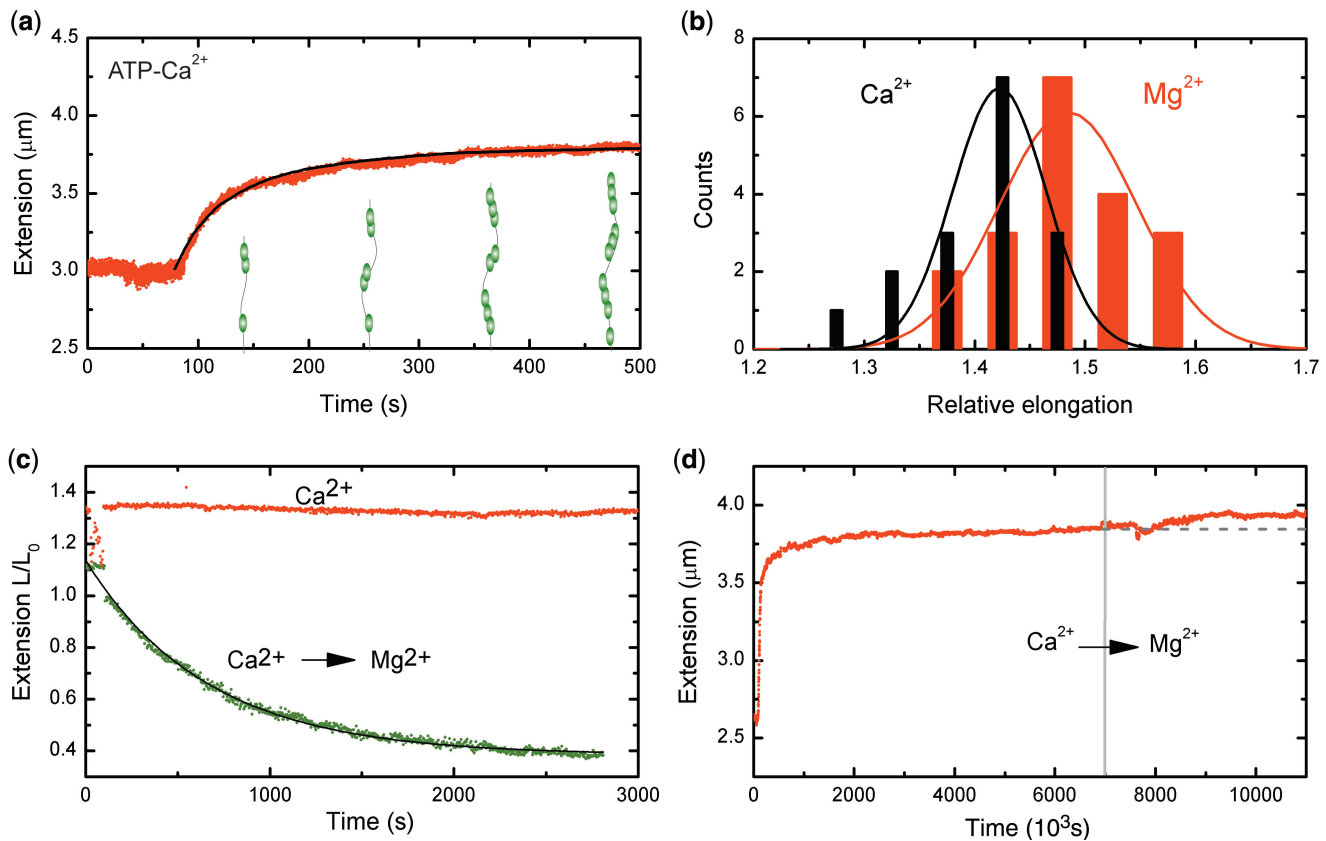 (a)
4.5
4.0
3.5
3.0
2.5
Extension (μm)
ATP-Ca²⁺
0 100 200 300 400 500
Time (s)
(b)
8
6
4
2
0
Counts
Ca²⁺
Mg²⁺
1.2 1.3 1.4 1.5 1.6 1.7
Relative elongation
(c)
1.4
1.2
1.0
0.8
0.6
0.4
Extension L/L₀
Ca²⁺
Ca²⁺ → Mg²⁺
0 1000 2000 3000
Time (s)
(d)
4.0
3.5
3.0
2.5
Extension (μm)
Ca²⁺ → Mg²⁺
0 2000 4000 6000 8000 10000
Time (10³s)